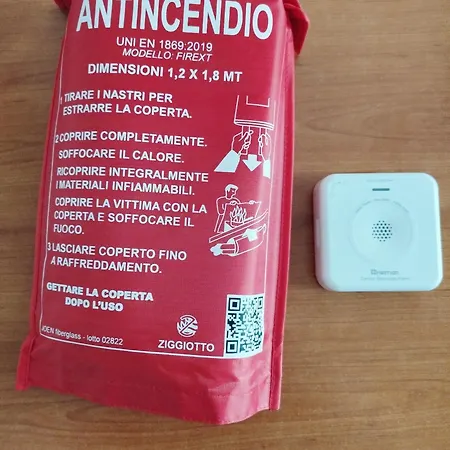 ANTINCENDIO
UNI EN 1869:2019
MODELLO: FIREXT
DIMENSIONI 1,2 X 1,8 MT
1 TIRARE I NASTRI PER
ESTRARRE LA COPERTA.
2 COPRIRE COMPLETAMENTE.
SOFFOCARE IL CALORE.
RICOPRIRE INTEGRALMENTE
I MATERIALI INFIAMMABILI.
COPRIRE LA VITTIMA CON LA
COPERTA E SOFFOCARE IL
FUOCO.
3 LASCIARE COPERTO FINO
A RAFFREDDAMENTO.
GETTARE LA COPERTA
DOPO L'USO
JOEN fiberglass - lotto 02822
ZIGGIOTTO